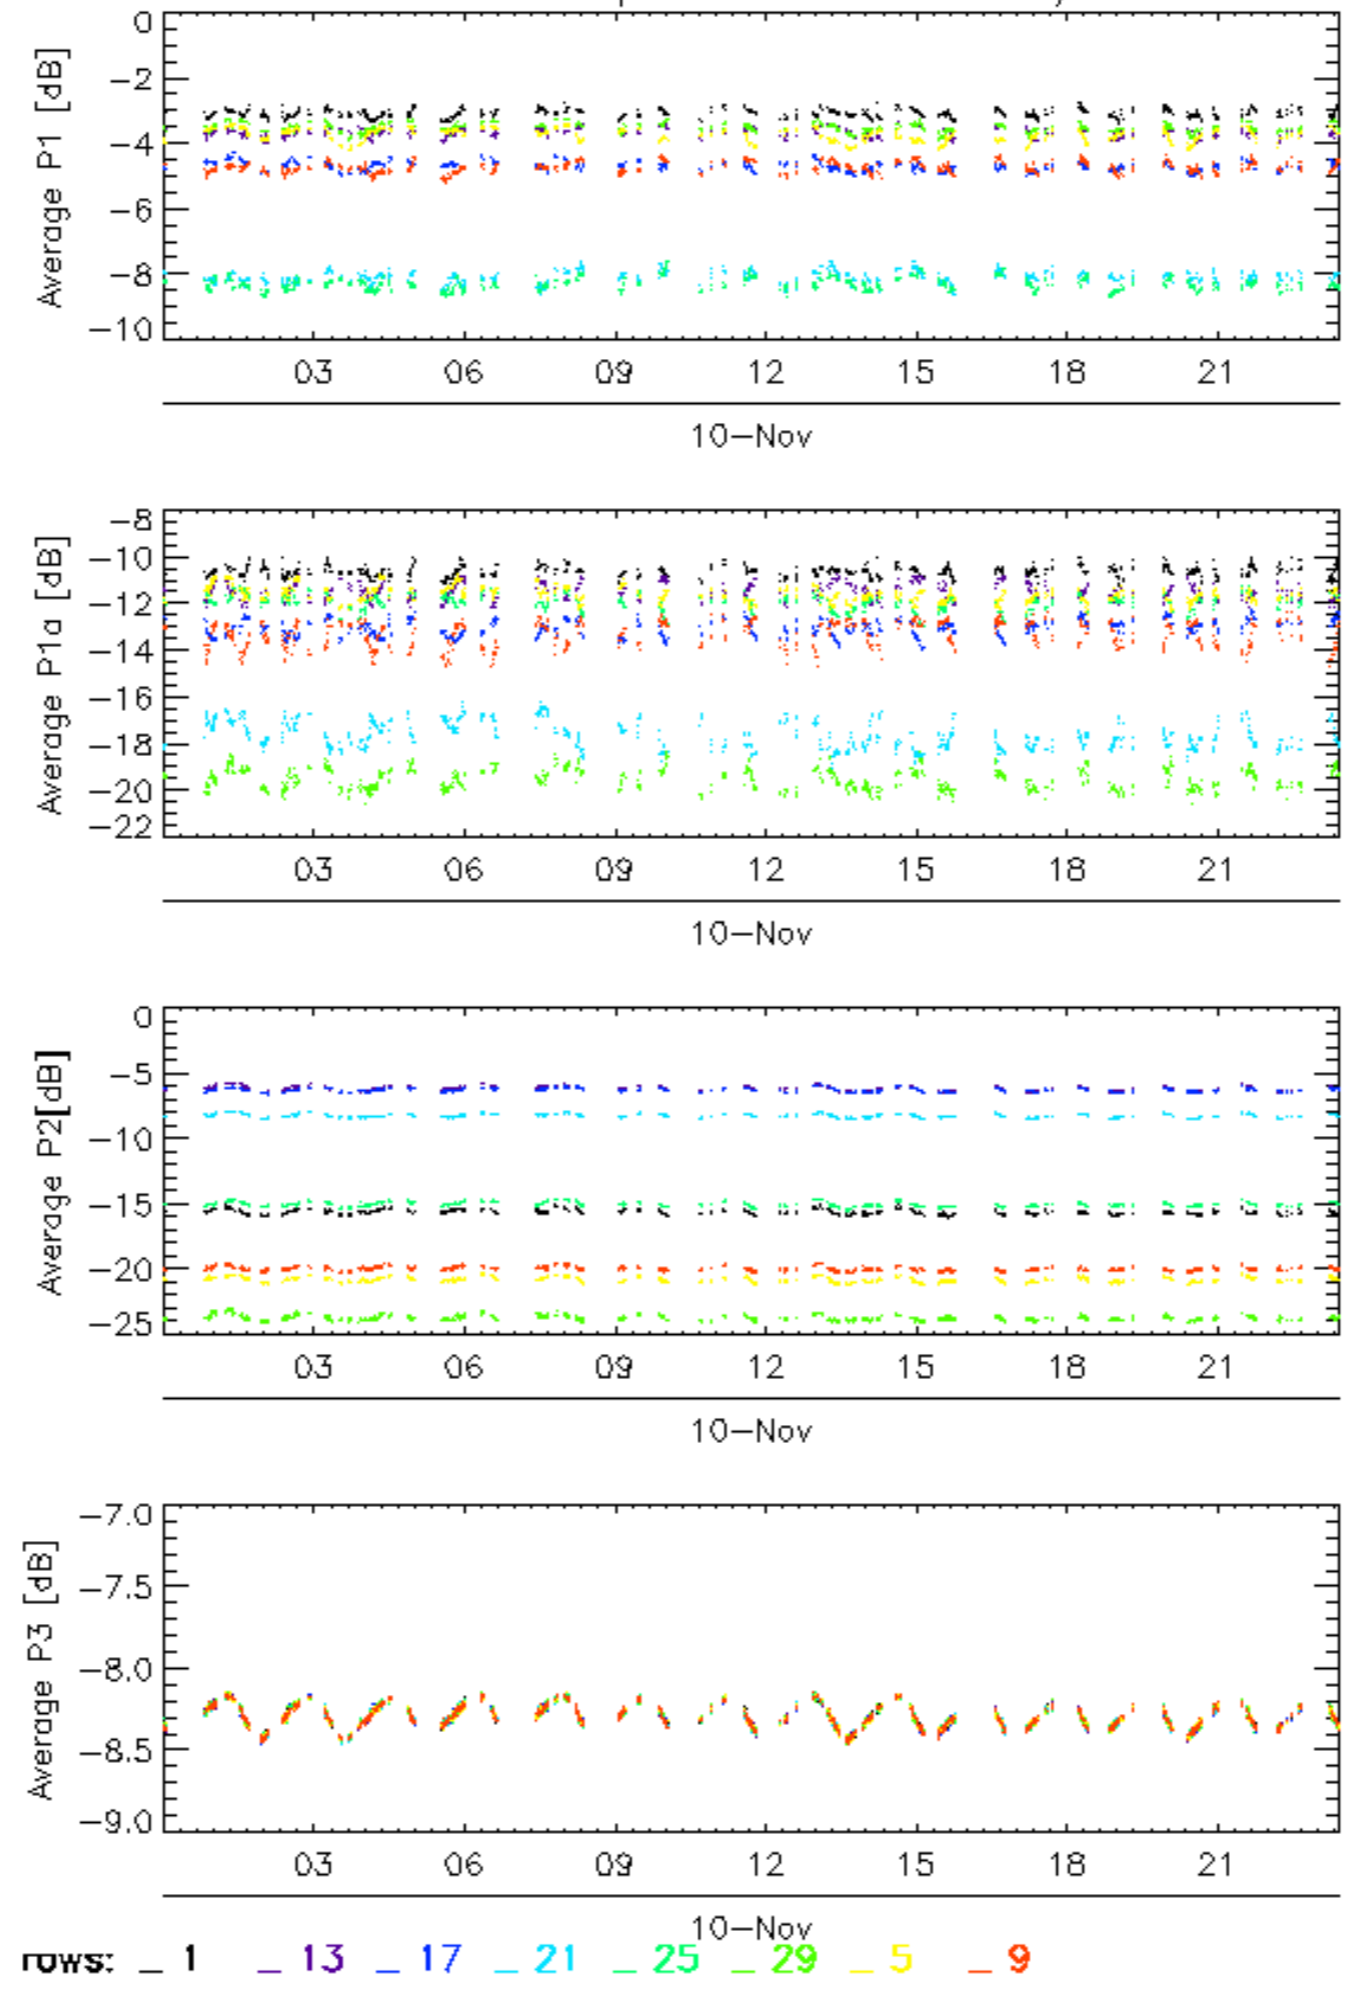 Average P1 [dB]
0
−2
−4
−6
−8
−10
03 06 09 12 15 18 21
10−Nov
Average P1a [dB]
−8
−10
−12
−14
−16
−18
−20
−22
03 06 09 12 15 18 21
10−Nov
Average P2[dB]
0
−5
−10
−15
−20
−25
03 06 09 12 15 18 21
10−Nov
Average P3 [dB]
−7.0
−7.5
−8.0
−8.5
−9.0
03 06 09 12 15 18 21
10−Nov
rows: _ 1 _ 13 _ 17 _ 21 _ 25 _ 29 _ 5 _ 9